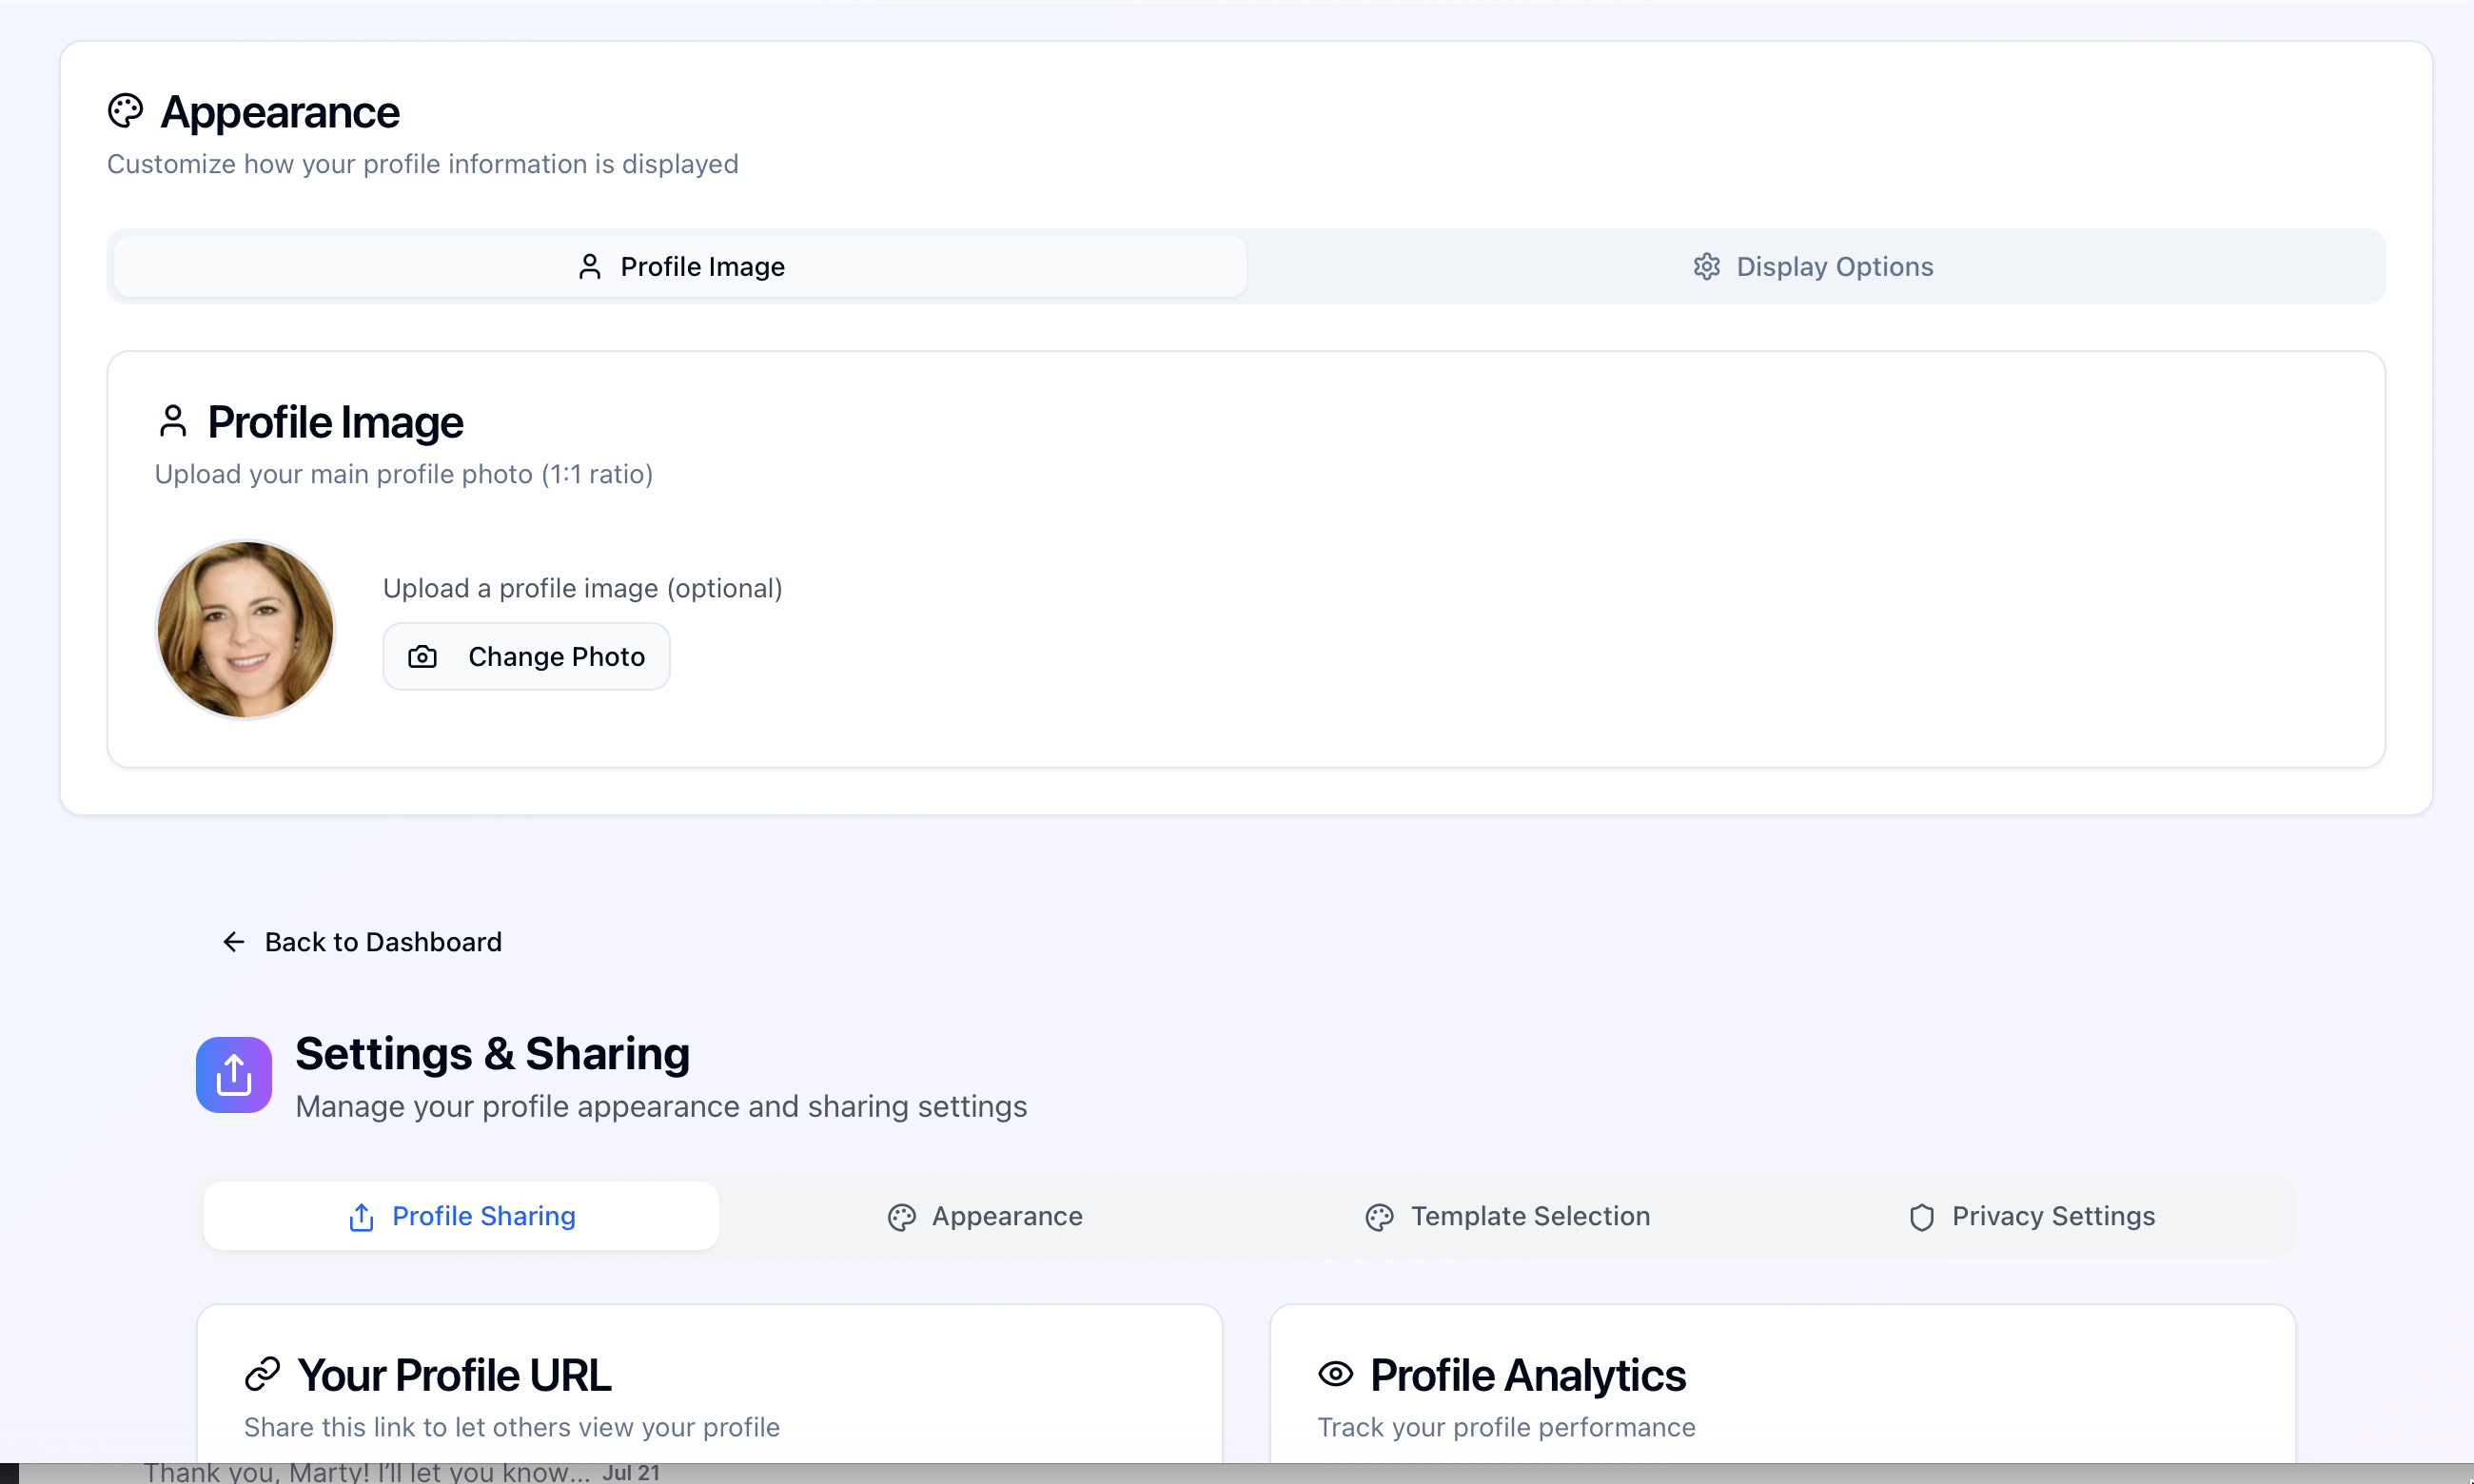 Appearance
Customize how your profile information is displayed
Profile Image
Display Options
Profile Image
Upload your main profile photo (1:1 ratio)
Upload a profile image (optional)
Change Photo
Back to Dashboard
Settings & Sharing
Manage your profile appearance and sharing settings
Profile Sharing
Appearance
Template Selection
Privacy Settings
Your Profile URL
Share this link to let others view your profile
Profile Analytics
Track your profile performance
Thank you, Marty! I'll let you know... Jul 21